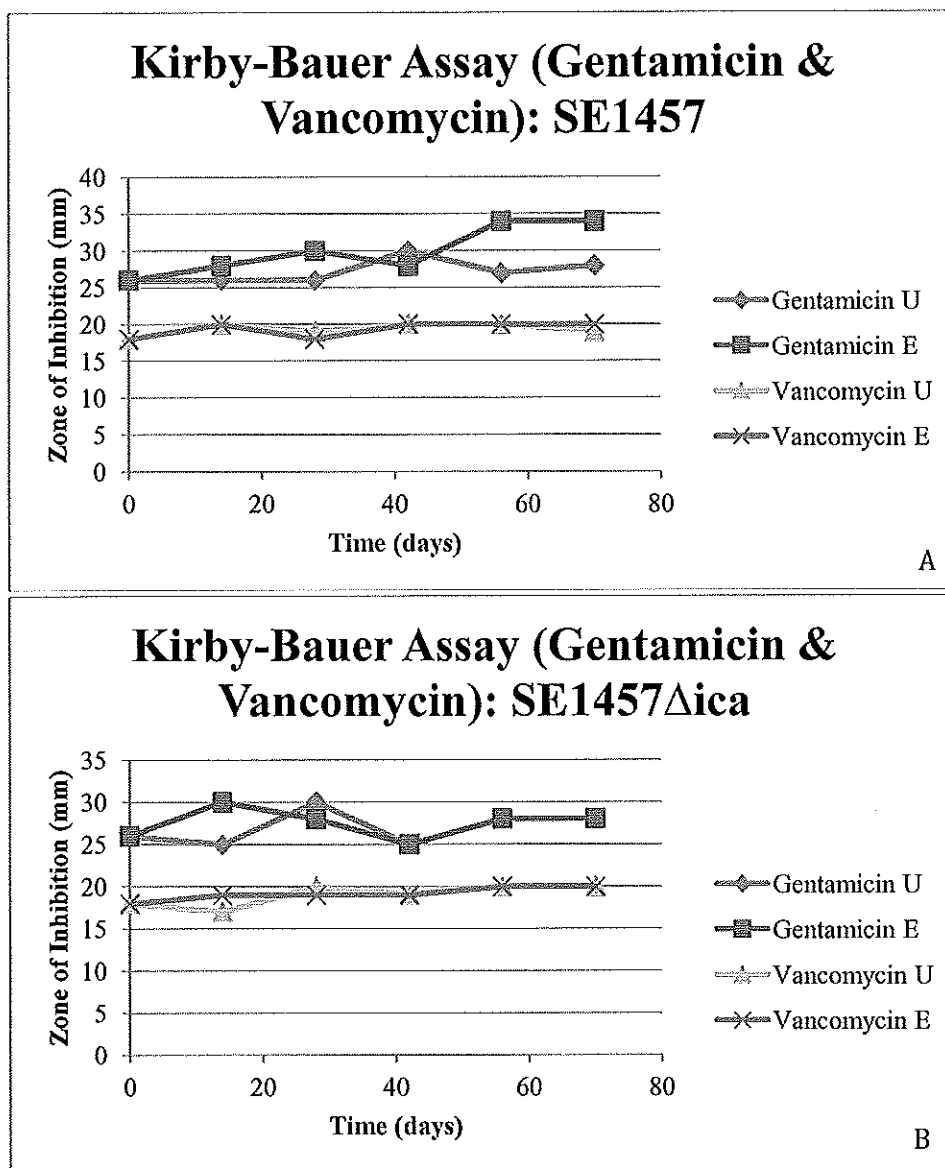 Kirby-Bauer Assay (Gentamicin &
Vancomycin): SE1457
Zone of Inhibition (mm)
40
35
30
25
20
15
10
5
0
0 20 40 60 80
Time (days)
Gentamicin U
Gentamicin E
Vancomycin U
Vancomycin E
A
Kirby-Bauer Assay (Gentamicin &
Vancomycin): SE1457Δica
Zone of Inhibition (mm)
35
30
25
20
15
10
5
0
0 20 40 60 80
Time (days)
Gentamicin U
Gentamicin E
Vancomycin U
Vancomycin E
B